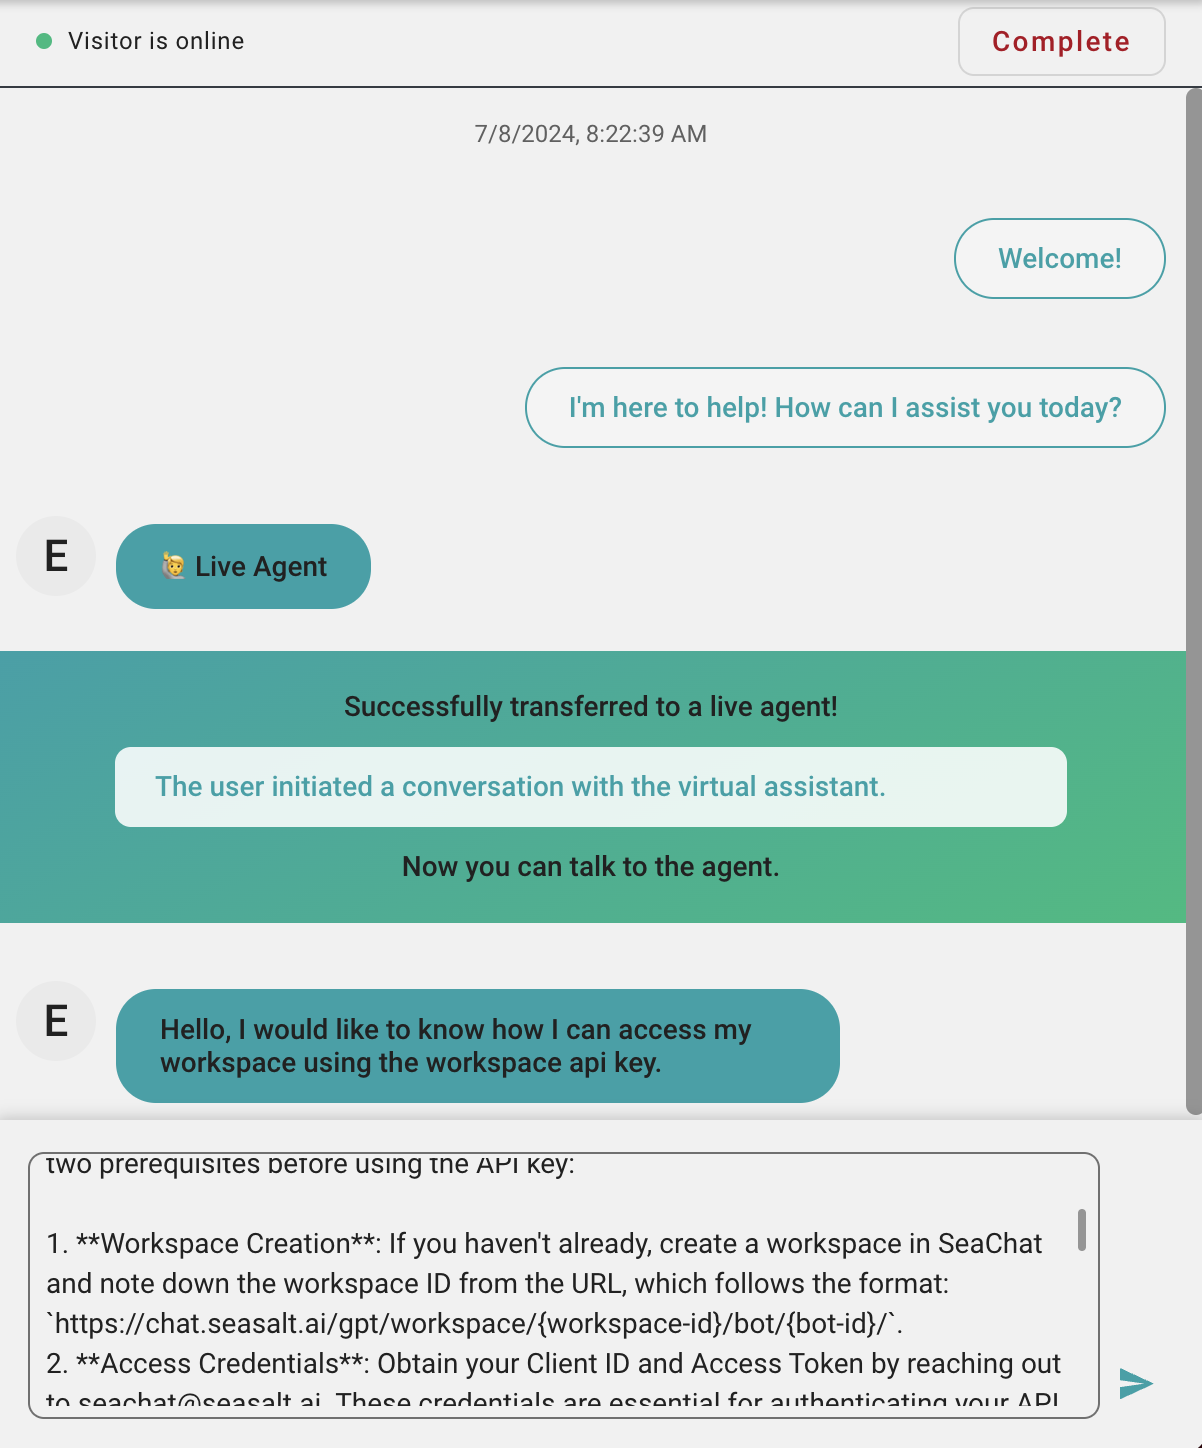 Visitor is online
Complete
7/8/2024, 8:22:39 AM
Welcome!
I'm here to help! How can I assist you today?
E
🙋 Live Agent
Successfully transferred to a live agent!
The user initiated a conversation with the virtual assistant.
Now you can talk to the agent.
E
Hello, I would like to know how I can access my
workspace using the workspace api key.
two prerequisites before using the API key:
1. **Workspace Creation**: If you haven't already, create a workspace in SeaChat
and note down the workspace ID from the URL, which follows the format:
`https://chat.seasalt.ai/gpt/workspace/{workspace-id}/bot/{bot-id}/`.
2. **Access Credentials**: Obtain your Client ID and Access Token by reaching out
to seachat@seasalt.ai. These credentials are essential for authenticating your API